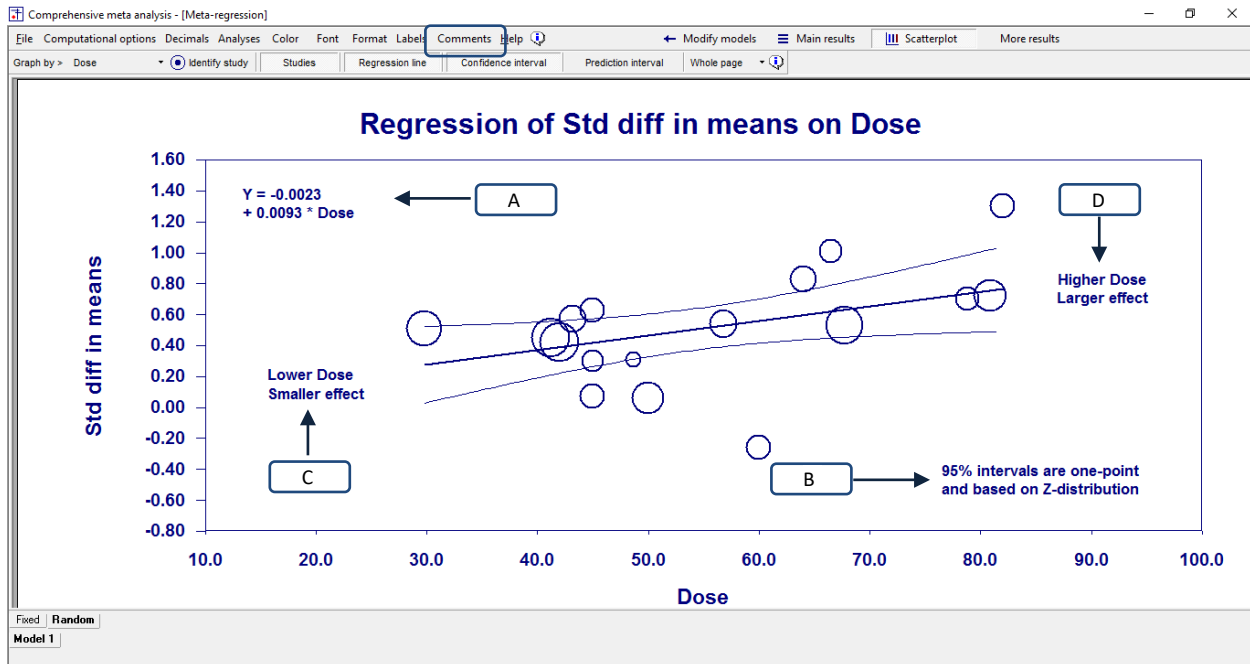 Comprehensive meta analysis - [Meta-regression]
File Computational options Decimals Analyses Color Font Format Labels Comments Help Modify models Main results Scatterplot More results
Graph by > Dose Identify study Studies Regression line Confidence interval Prediction interval Whole page
Regression of Std diff in means on Dose
Std diff in means
1.60
1.40
1.20
1.00
0.80
0.60
0.40
0.20
0.00
-0.20
-0.40
-0.60
-0.80
Y = -0.0023
+ 0.0093 * Dose
A
D
Higher Dose
Larger effect
Lower Dose
Smaller effect
C
B
95% intervals are one-point
and based on Z-distribution
10.0 20.0 30.0 40.0 50.0 60.0 70.0 80.0 90.0 100.0
Dose
Fixed Random
Model 1